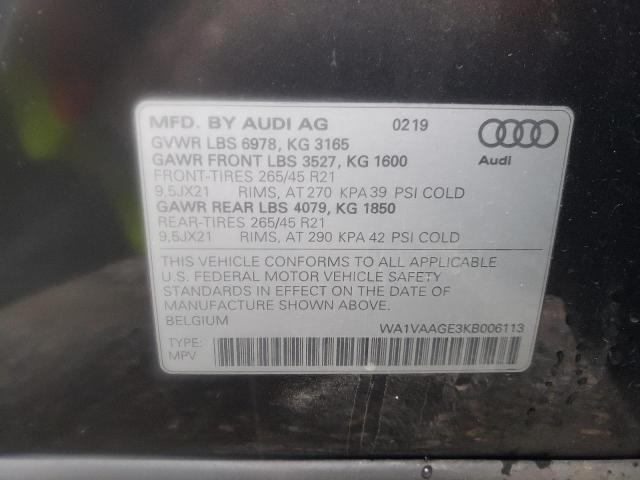 MFD. BY AUDI AG 0219
GVWR LBS 6978, KG 3165
GAWR FRONT LBS 3527, KG 1600
FRONT-TIRES 265/45 R21
9,5JX21 RIMS, AT 270 KPA 39 PSI COLD
GAWR REAR LBS 4079, KG 1850
REAR-TIRES 265/45 R21
9,5JX21 RIMS, AT 290 KPA 42 PSI COLD
Audi
THIS VEHICLE CONFORMS TO ALL APPLICABLE
U.S. FEDERAL MOTOR VEHICLE SAFETY
STANDARDS IN EFFECT ON THE DATE OF
MANUFACTURE SHOWN ABOVE.
BELGIUM WA1VAAGE3KB006113
TYPE:
MPV